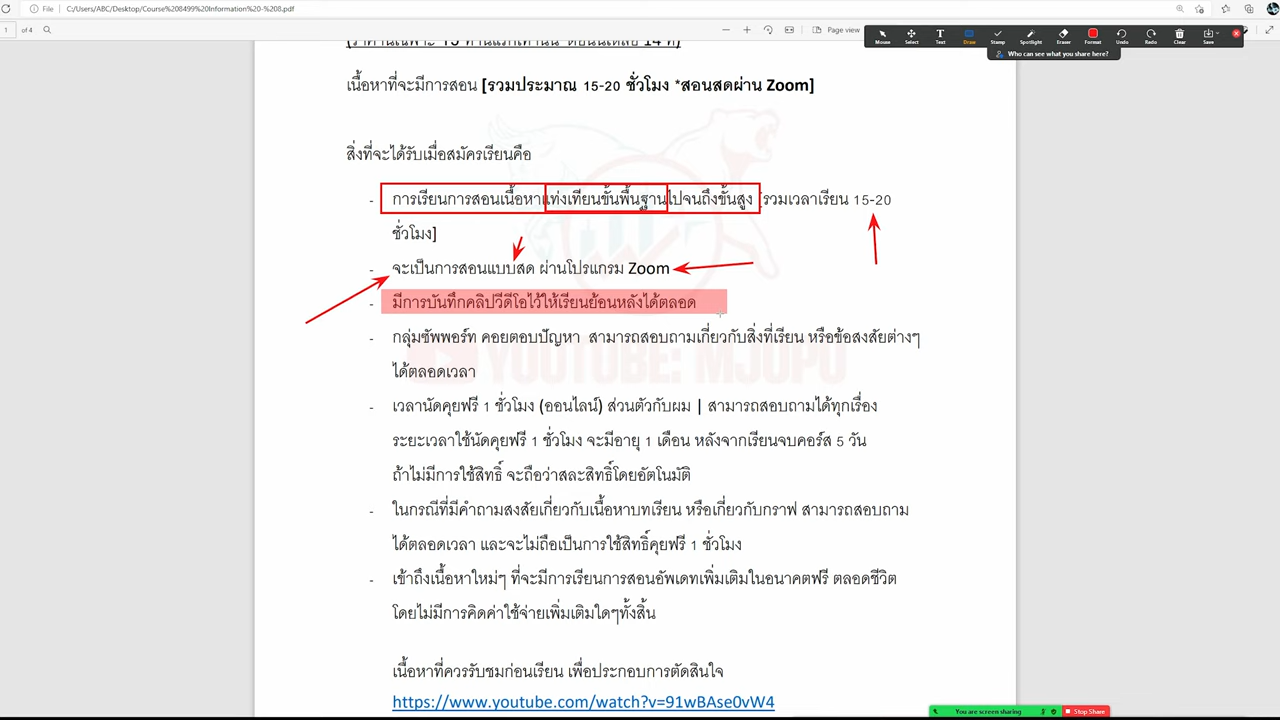 File C:/Users/ABC/Desktop/Course%208499%20Information%20-%208.pdf
1 of 4 Page view
Mouse Select Text Draw Stamp Spotlight Eraser Format Undo Redo Clear Save
Who can see what you share here?
เนื้อหาที่จะมีการสอน [รวมประมาณ 15-20 ชั่วโมง *สอนสดผ่าน Zoom]
สิ่งที่จะได้รับเมื่อสมัครเรียนคือ
- การเรียนการสอนเนื้อหาแท่งเทียนขั้นพื้นฐานไปจนถึงขั้นสูง [รวมเวลาเรียน 15-20
ชั่วโมง]
- จะเป็นการสอนแบบสด ผ่านโปรแกรม Zoom
- มีการบันทึกคลิปวีดีโอไว้ให้เรียนย้อนหลังได้ตลอด
- กลุ่มซัพพอร์ท คอยตอบปัญหา สามารถสอบถามเกี่ยวกับสิ่งที่เรียน หรือข้อสงสัยต่างๆ
ได้ตลอดเวลา
YOUTUBE: MJUPU
- เวลานัดคุยฟรี 1 ชั่วโมง (ออนไลน์) ส่วนตัวกับผม | สามารถสอบถามได้ทุกเรื่อง
ระยะเวลาใช้นัดคุยฟรี 1 ชั่วโมง จะมีอายุ 1 เดือน หลังจากเรียนจบคอร์ส 5 วัน
ถ้าไม่มีการใช้สิทธิ์ จะถือว่าสละสิทธิ์โดยอัตโนมัติ
- ในกรณีที่มีคำถามสงสัยเกี่ยวกับเนื้อหาบทเรียน หรือเกี่ยวกับกราฟ สามารถสอบถาม
ได้ตลอดเวลา และจะไม่ถือเป็นการใช้สิทธิ์คุยฟรี 1 ชั่วโมง
- เข้าถึงเนื้อหาใหม่ๆ ที่จะมีการเรียนการสอนอัพเดทเพิ่มเติมในอนาคตฟรี ตลอดชีวิต
โดยไม่มีการคิดค่าใช้จ่ายเพิ่มเติมใดๆทั้งสิ้น
เนื้อหาที่ควรรับชมก่อนเรียน เพื่อประกอบการตัดสินใจ
https://www.youtube.com/watch?v=91wBAse0vW4
You are screen sharing Stop Share